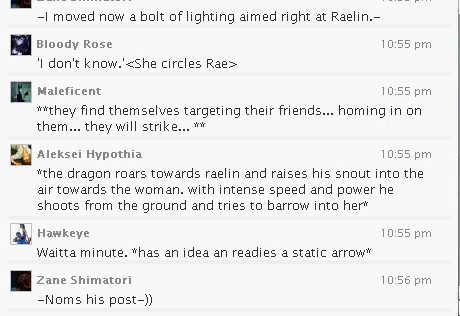 –I moved now a bolt of lighting aimed right at Raelin.–
Bloody Rose 10:55 pm
'I don't know.'<She circles Rae>
Maleficent 10:55 pm
**they find themselves targeting their friends... homing in on
them... they will strike... **
Aleksei Hypothia 10:55 pm
*the dragon roars towards raelin and raises his snout into the
air towards the woman. with intense speed and power he
shoots from the ground and tries to barrow into her*
Hawkeye 10:55 pm
Waitta minute. *has an idea an readies a static arrow*
Zane Shimatori 10:56 pm
–Noms his post–))